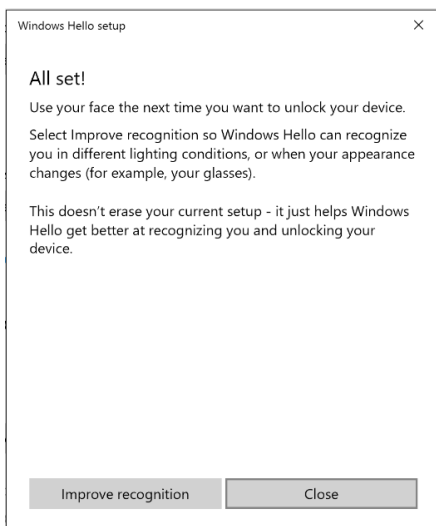 Windows Hello setup
All set!
Use your face the next time you want to unlock your device.
Select Improve recognition so Windows Hello can recognize
you in different lighting conditions, or when your appearance
changes (for example, your glasses).
This doesn't erase your current setup - it just helps Windows
Hello get better at recognizing you and unlocking your
device.
Improve recognition
Close